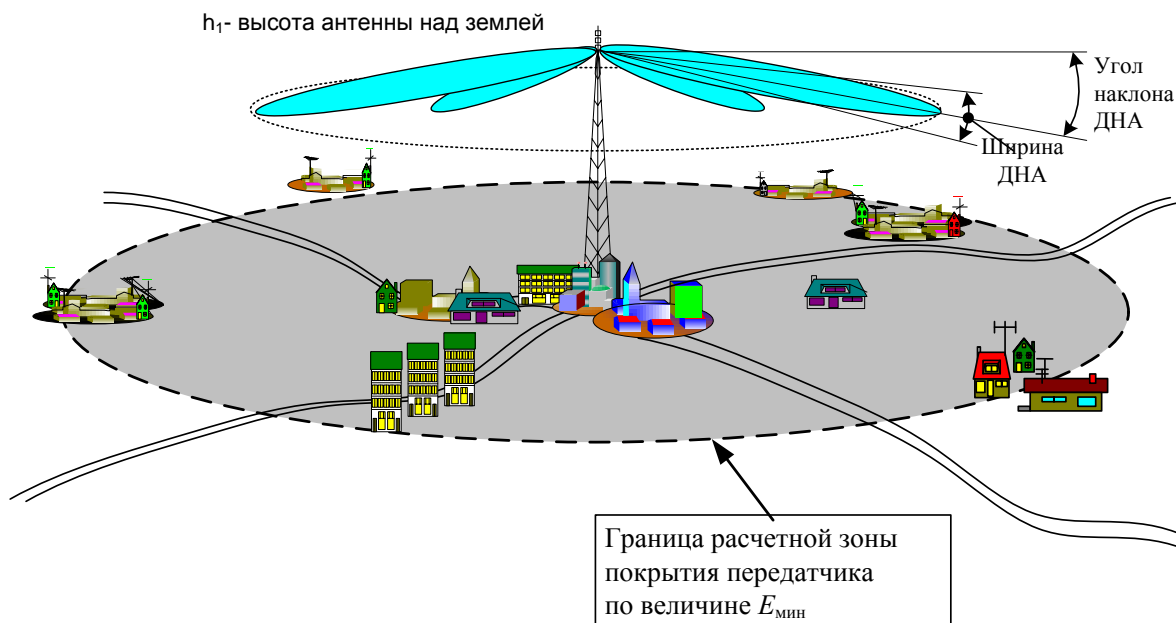 h₁- высота антенны над землей
Угол
наклона
ДНА
Ширина
ДНА
Граница расчетной зоны
покрытия передатчика
по величине Eмин